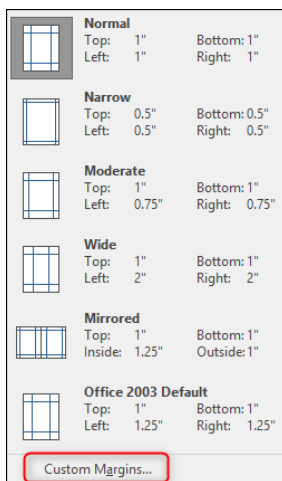 Normal
Top: 1" Bottom: 1"
Left: 1" Right: 1"
Narrow
Top: 0.5" Bottom: 0.5"
Left: 0.5" Right: 0.5"
Moderate
Top: 1" Bottom: 1"
Left: 0.75" Right: 0.75"
Wide
Top: 1" Bottom: 1"
Left: 2" Right: 2"
Mirrored
Top: 1" Bottom: 1"
Inside: 1.25" Outside: 1"
Office 2003 Default
Top: 1" Bottom: 1"
Left: 1.25" Right: 1.25"
Custom Margins...